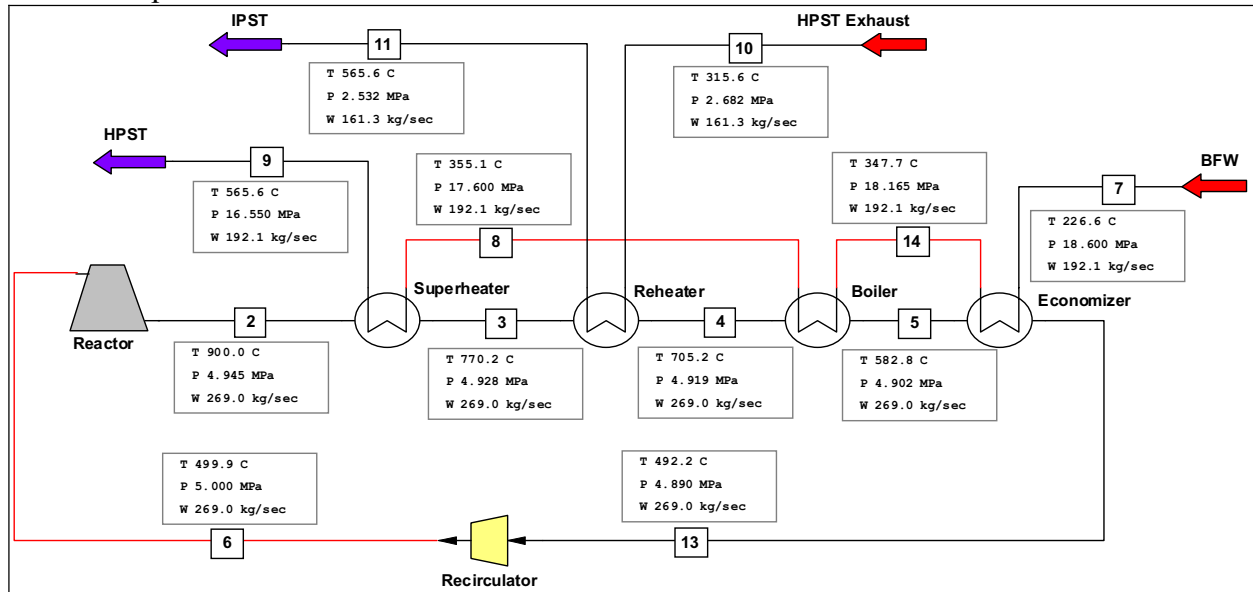 IPST
11
T 565.6 C
P 2.532 MPa
W 161.3 kg/sec
HPST Exhaust
10
T 315.6 C
P 2.682 MPa
W 161.3 kg/sec
HPST
9
T 565.6 C
P 16.550 MPa
W 192.1 kg/sec
T 355.1 C
P 17.600 MPa
W 192.1 kg/sec
8
T 347.7 C
P 18.165 MPa
W 192.1 kg/sec
14
BFW
7
T 226.6 C
P 18.600 MPa
W 192.1 kg/sec
Reactor
2
T 900.0 C
P 4.945 MPa
W 269.0 kg/sec
Superheater
3
T 770.2 C
P 4.928 MPa
W 269.0 kg/sec
Reheater
4
T 705.2 C
P 4.919 MPa
W 269.0 kg/sec
Boiler
5
T 582.8 C
P 4.902 MPa
W 269.0 kg/sec
Economizer
T 499.9 C
P 5.000 MPa
W 269.0 kg/sec
6
Recirculator
T 492.2 C
P 4.890 MPa
W 269.0 kg/sec
13